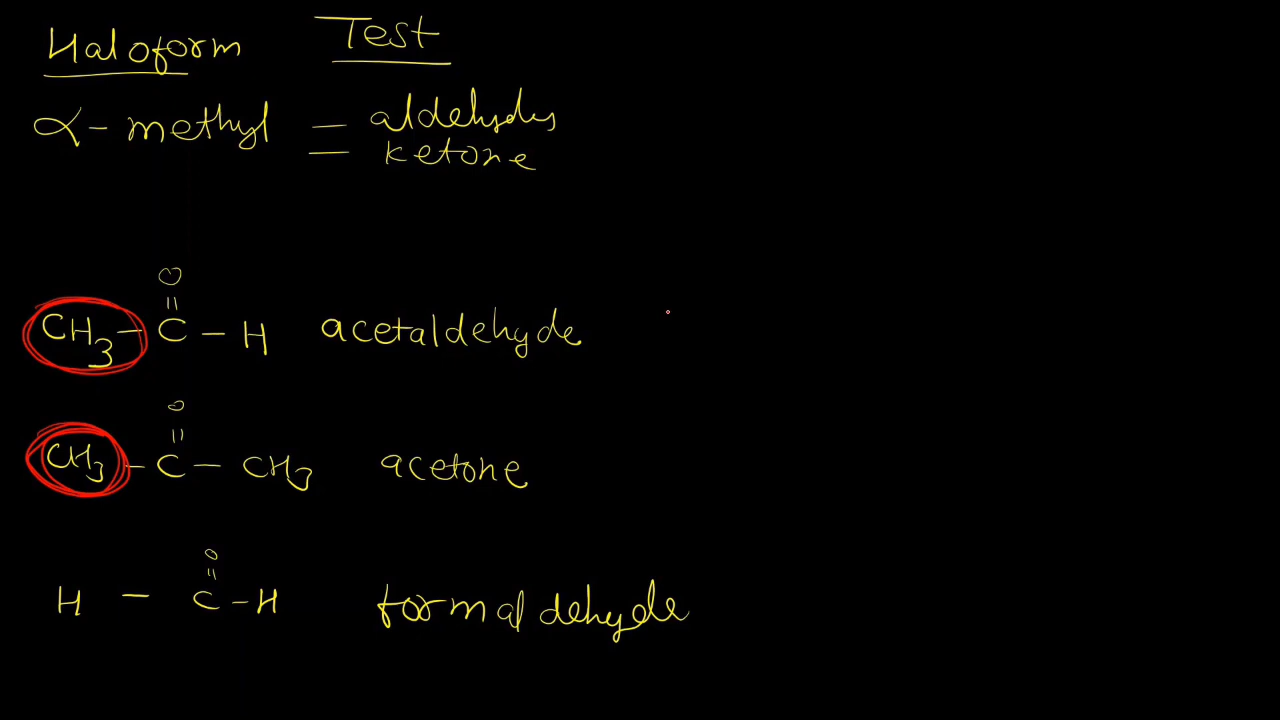 Haloform Test
α- methyl = aldehydes
= ketone
O
||
CH3 - C - H acetaldehyde
O
||
CH3 - C - CH3 acetone
O
||
H - C - H formaldehyde